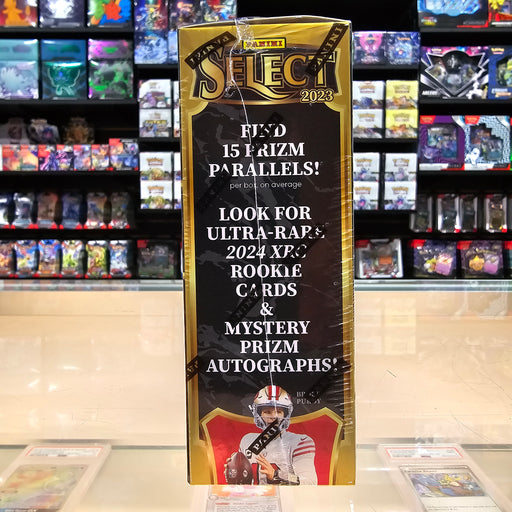 PANINI
SELECT
2023
FIND
15 PRIZM
PARALLELS!
per box, on average
LOOK FOR
ULTRA-RARE
2024 XRC
ROOKIE
CARDS
&
MYSTERY
PRIZM
AUTOGRAPHS!
PURDY
PANINI